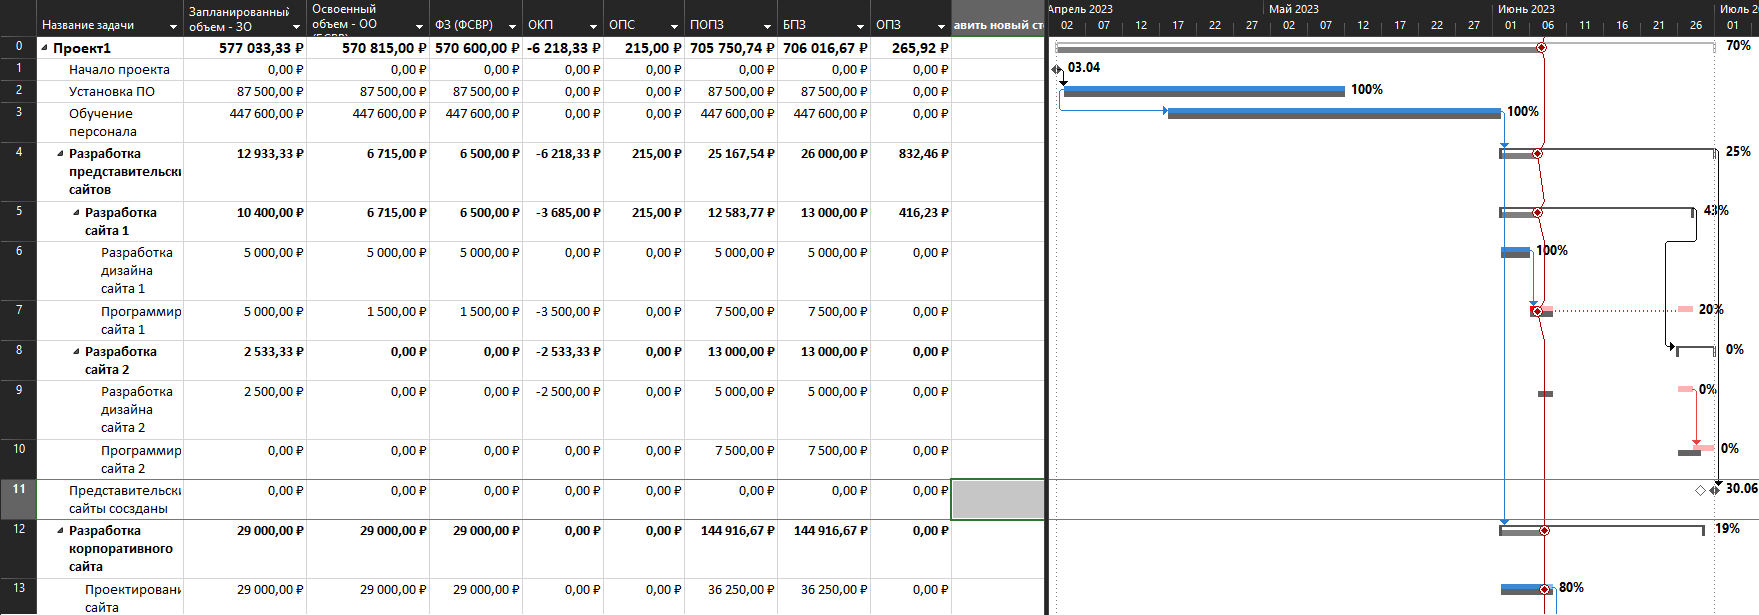 Название задачи
Запланированный объем - ЗО
Освоенный объем - ОО (БСВР)
ФЗ (ФСВР)
ОКП
ОПС
ПОПЗ
БПЗ
ОПЗ
авить новый сто
Апрель 2023 Май 2023 Июнь 2023 Июль 20
02 07 12 17 22 27 02 07 12 17 22 27 01 06 11 16 21 26 01
0 Проект1 577 033,33 ₽ 570 815,00 ₽ 570 600,00 ₽ -6 218,33 ₽ 215,00 ₽ 705 750,74 ₽ 706 016,67 ₽ 265,92 ₽ 70%
1 Начало проекта 0,00 ₽ 0,00 ₽ 0,00 ₽ 0,00 ₽ 0,00 ₽ 0,00 ₽ 0,00 ₽ 0,00 ₽ 03.04
2 Установка ПО 87 500,00 ₽ 87 500,00 ₽ 87 500,00 ₽ 0,00 ₽ 0,00 ₽ 87 500,00 ₽ 87 500,00 ₽ 0,00 ₽ 100%
3 Обучение 447 600,00 ₽ 447 600,00 ₽ 447 600,00 ₽ 0,00 ₽ 0,00 ₽ 447 600,00 ₽ 447 600,00 ₽ 0,00 ₽ 100%
персонала
4 Разработка 12 933,33 ₽ 6 715,00 ₽ 6 500,00 ₽ -6 218,33 ₽ 215,00 ₽ 25 167,54 ₽ 26 000,00 ₽ 832,46 ₽ 25%
представительски
сайтов
5 Разработка 10 400,00 ₽ 6 715,00 ₽ 6 500,00 ₽ -3 685,00 ₽ 215,00 ₽ 12 583,77 ₽ 13 000,00 ₽ 416,23 ₽ 43%
сайта 1
6 Разработка 5 000,00 ₽ 5 000,00 ₽ 5 000,00 ₽ 0,00 ₽ 0,00 ₽ 5 000,00 ₽ 5 000,00 ₽ 0,00 ₽ 100%
дизайна
сайта 1
7 Программир 5 000,00 ₽ 1 500,00 ₽ 1 500,00 ₽ -3 500,00 ₽ 0,00 ₽ 7 500,00 ₽ 7 500,00 ₽ 0,00 ₽ 20%
сайта 1
8 Разработка 2 533,33 ₽ 0,00 ₽ 0,00 ₽ -2 533,33 ₽ 0,00 ₽ 13 000,00 ₽ 13 000,00 ₽ 0,00 ₽ 0%
сайта 2
9 Разработка 2 500,00 ₽ 0,00 ₽ 0,00 ₽ -2 500,00 ₽ 0,00 ₽ 5 000,00 ₽ 5 000,00 ₽ 0,00 ₽ 0%
дизайна
сайта 2
10 Программир 0,00 ₽ 0,00 ₽ 0,00 ₽ 0,00 ₽ 0,00 ₽ 7 500,00 ₽ 7 500,00 ₽ 0,00 ₽ 0%
сайта 2
11 Представительски 0,00 ₽ 0,00 ₽ 0,00 ₽ 0,00 ₽ 0,00 ₽ 0,00 ₽ 0,00 ₽ 0,00 ₽ 30.06
сайты сосзданы
12 Разработка 29 000,00 ₽ 29 000,00 ₽ 29 000,00 ₽ 0,00 ₽ 0,00 ₽ 144 916,67 ₽ 144 916,67 ₽ 0,00 ₽ 19%
корпоративного
сайта
13 Проектировани 29 000,00 ₽ 29 000,00 ₽ 29 000,00 ₽ 0,00 ₽ 0,00 ₽ 36 250,00 ₽ 36 250,00 ₽ 0,00 ₽ 80%
сайта